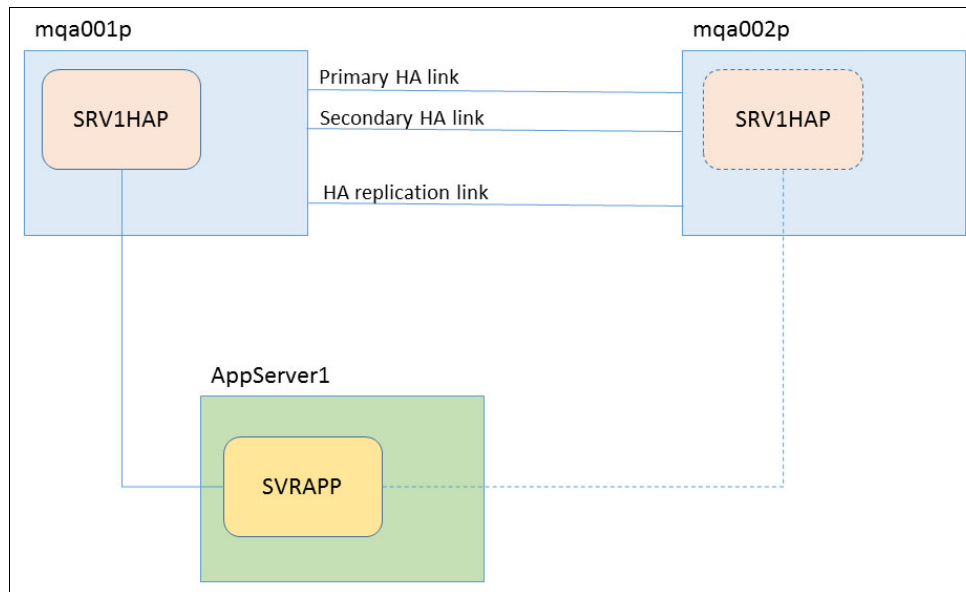 mqa001p
mqa002p
SRV1HAP
Primary HA link
Secondary HA link
HA replication link
SRV1HAP
AppServer1
SVRAPP